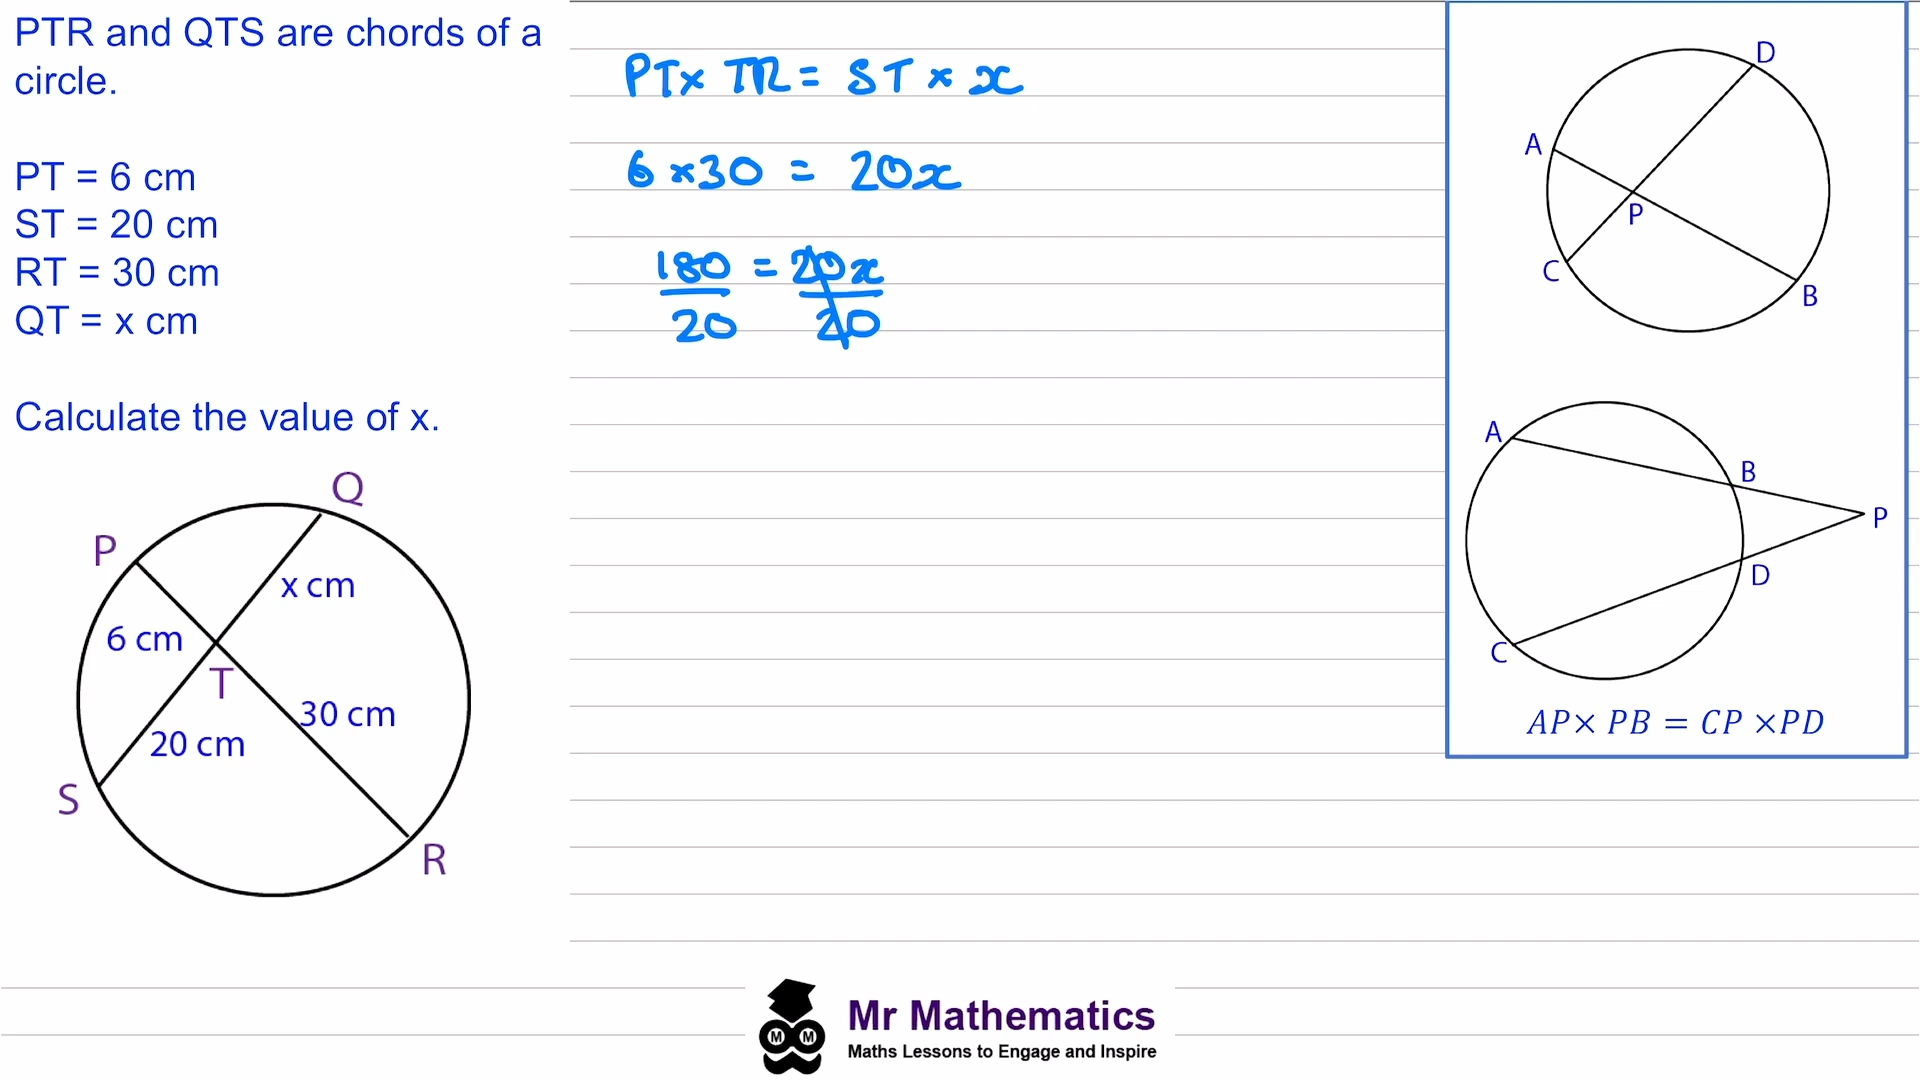 PTR and QTS are chords of a
circle.
PT = 6 cm
ST = 20 cm
RT = 30 cm
QT = x cm
Calculate the value of x.
Q
P
x cm
6 cm
T
30 cm
20 cm
S
R
PT× TR = ST × x
6 ×30 = 20x
180 = 20x
20 20
D
A
P
C
B
A
B
P
D
C
AP× PB = CP ×PD
M M
Mr Mathematics
Maths Lessons to Engage and Inspire